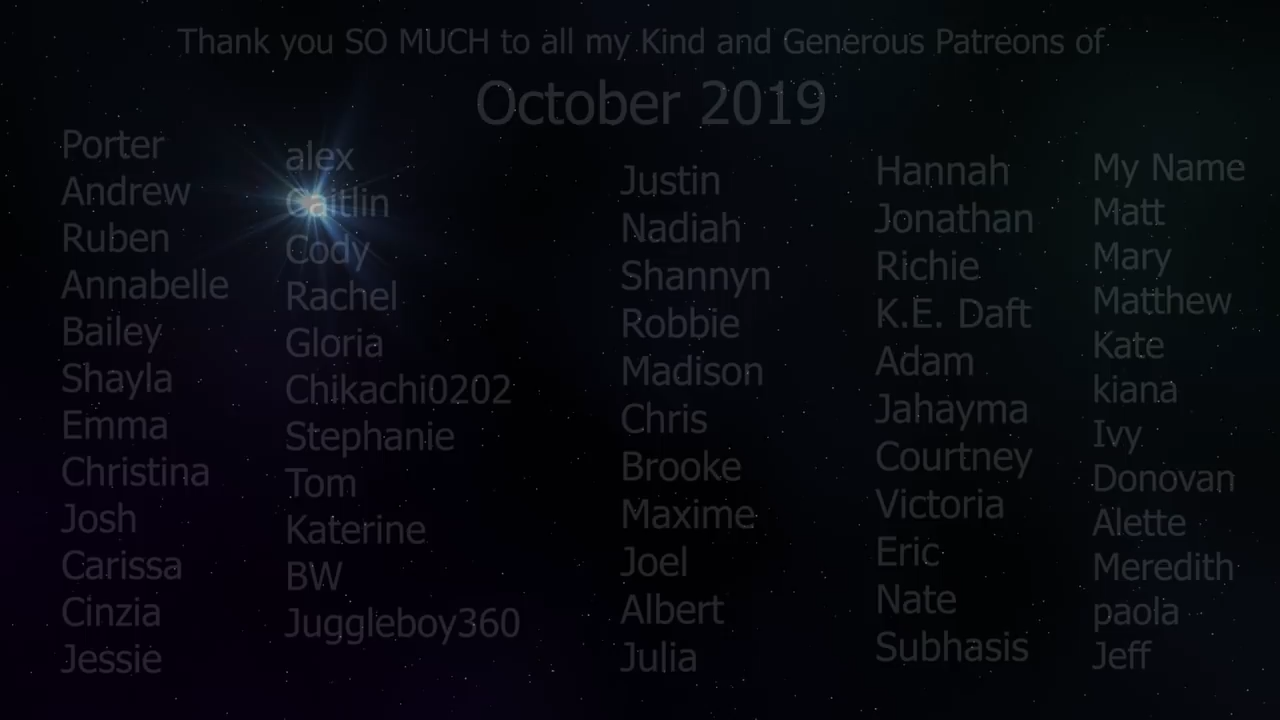 Thank you SO MUCH to all my Kind and Generous Patreons of
October 2019
Porter
Andrew
Ruben
Annabelle
Bailey
Shayla
Emma
Christina
Josh
Carissa
Cinzia
Jessie
alex
Caitlin
Cody
Rachel
Gloria
Chikachi0202
Stephanie
Tom
Katerine
BW
Juggleboy360
Justin
Nadiah
Shannyn
Robbie
Madison
Chris
Brooke
Maxime
Joel
Albert
Julia
Hannah
Jonathan
Richie
K.E. Daft
Adam
Jahayma
Courtney
Victoria
Eric
Nate
Subhasis
My Name
Matt
Mary
Matthew
Kate
kiana
Ivy
Donovan
Alette
Meredith
paola
Jeff